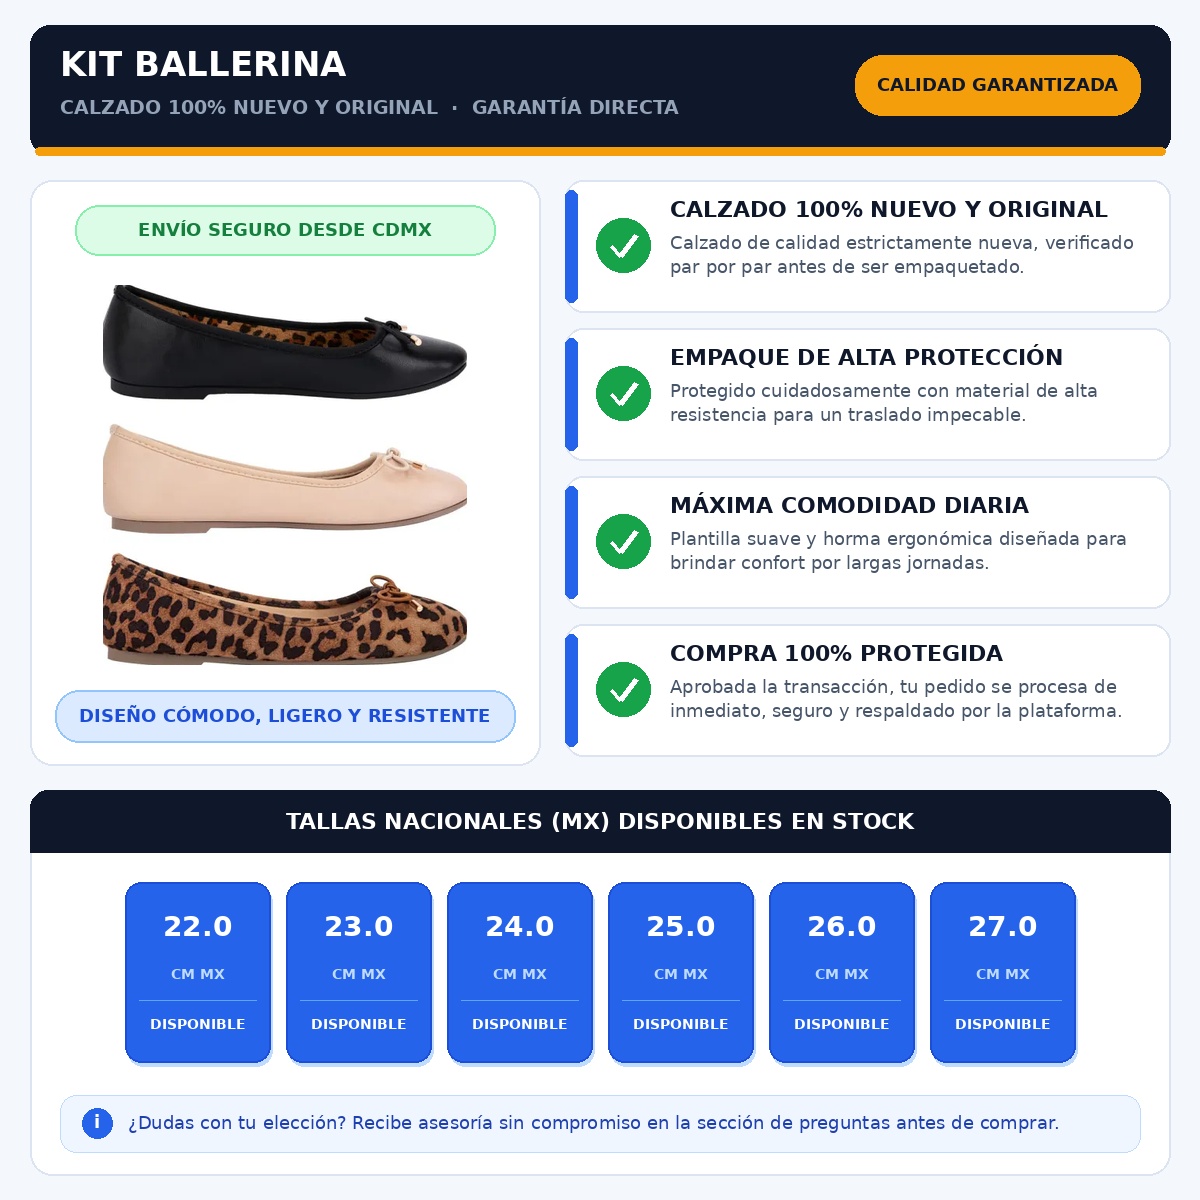 KIT BALLERINA
CALZADO 100% NUEVO Y ORIGINAL · GARANTÍA DIRECTA
CALIDAD GARANTIZADA
ENVÍO SEGURO DESDE CDMX
DISEÑO CÓMODO, LIGERO Y RESISTENTE
CALZADO 100% NUEVO Y ORIGINAL
Calzado de calidad estrictamente nueva, verificado
par por par antes de ser empaquetado.
EMPAQUE DE ALTA PROTECCIÓN
Protegido cuidadosamente con material de alta
resistencia para un traslado impecable.
MÁXIMA COMODIDAD DIARIA
Plantilla suave y horma ergonómica diseñada para
brindar confort por largas jornadas.
COMPRA 100% PROTEGIDA
Aprobada la transacción, tu pedido se procesa de
inmediato, seguro y respaldado por la plataforma.
TALLAS NACIONALES (MX) DISPONIBLES EN STOCK
22.0
CM MX
DISPONIBLE
23.0
CM MX
DISPONIBLE
24.0
CM MX
DISPONIBLE
25.0
CM MX
DISPONIBLE
26.0
CM MX
DISPONIBLE
27.0
CM MX
DISPONIBLE
i
¿Dudas con tu elección? Recibe asesoría sin compromiso en la sección de preguntas antes de comprar.